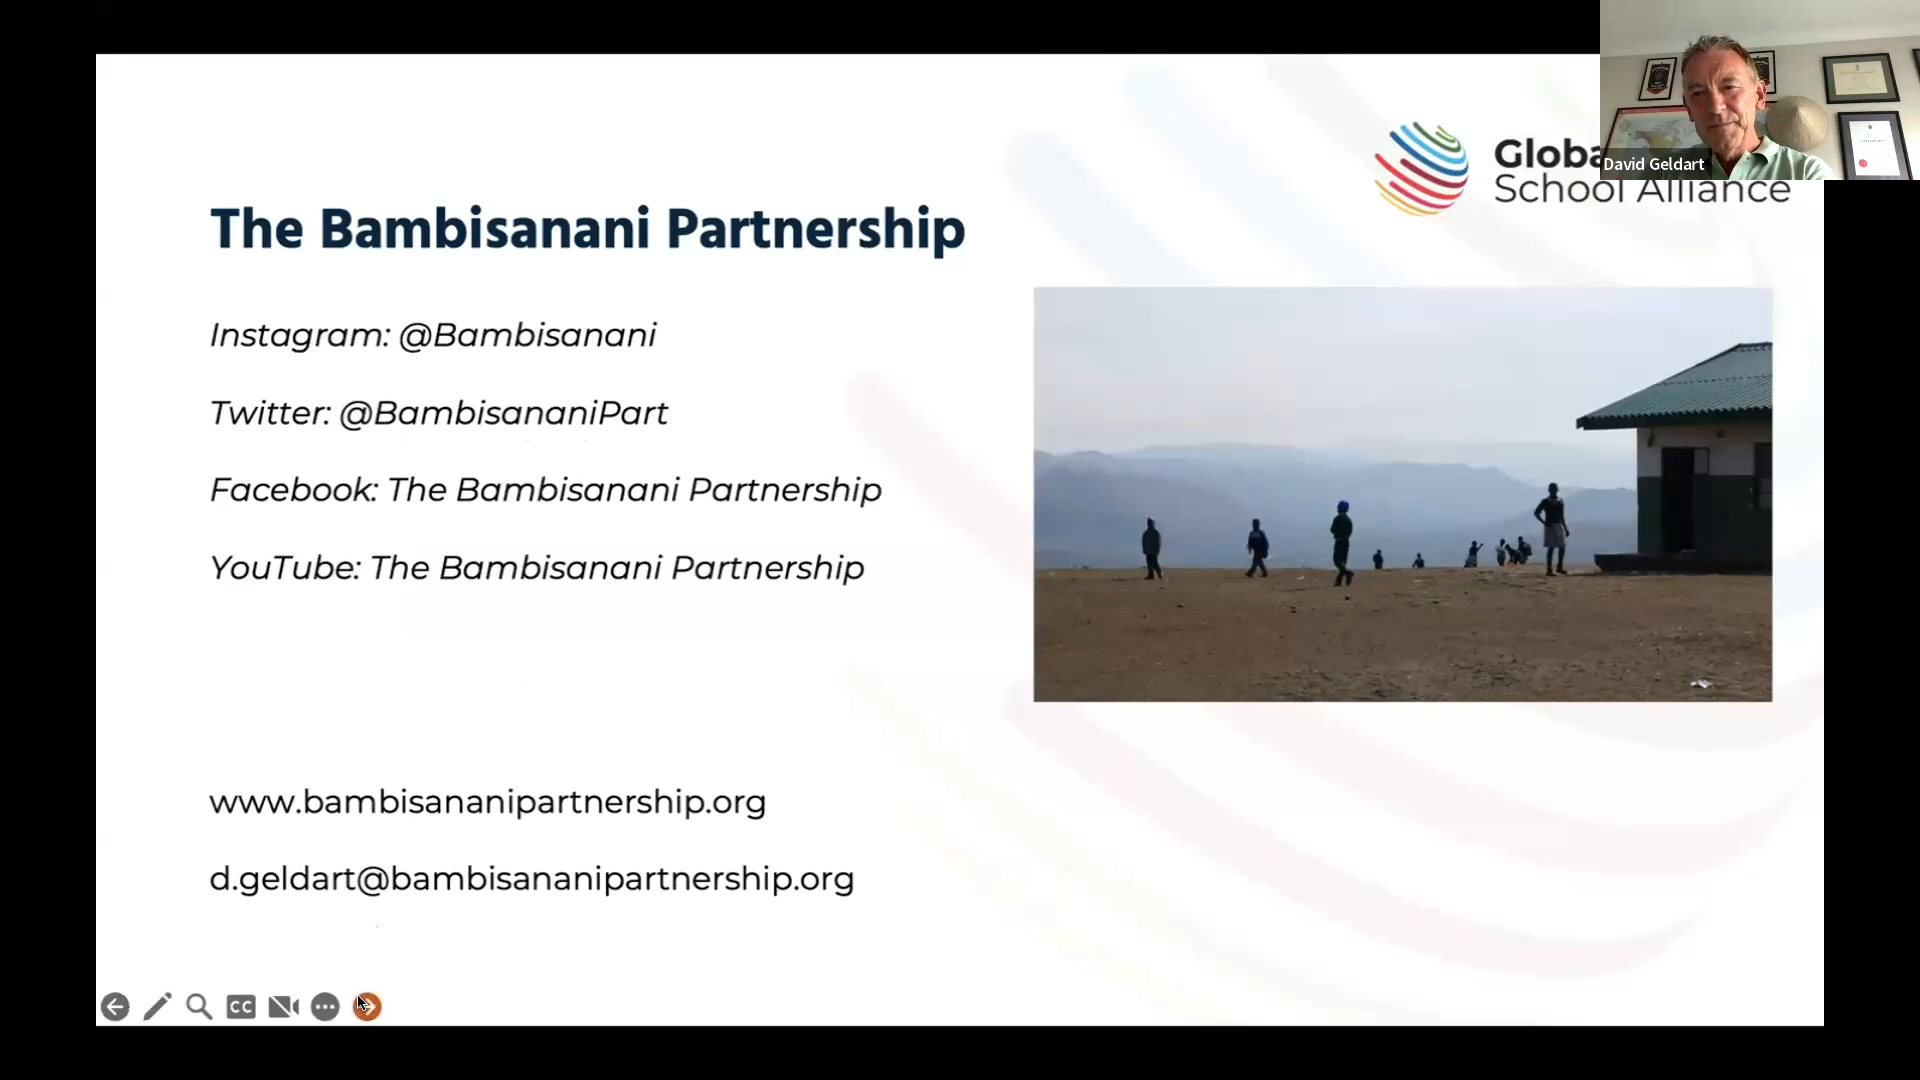 David Geldart
Globa
School Alliance
The Bambisanani Partnership
Instagram: @Bambisanani
Twitter: @BambisananiPart
Facebook: The Bambisanani Partnership
YouTube: The Bambisanani Partnership
www.bambisananipartnership.org
d.geldart@bambisananipartnership.org
CC